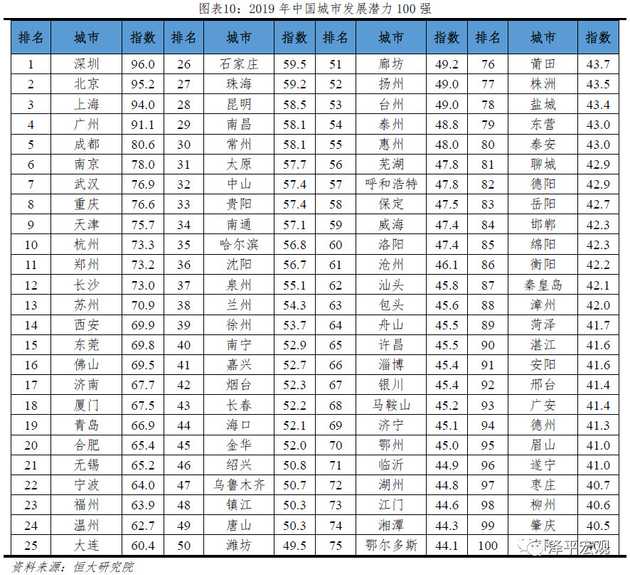 图表10：2019 年中国城市发展潜力 100 强
排名 城市 指数 排名 城市 指数 排名 城市 指数 排名 城市 指数
1 深圳 96.0 26 石家庄 59.5 51 廊坊 49.2 76 莆田 43.7
2 北京 95.2 27 珠海 59.2 52 扬州 49.0 77 株洲 43.5
3 上海 94.0 28 昆明 58.5 53 台州 49.0 78 盐城 43.4
4 广州 91.1 29 南昌 58.1 54 泰州 48.8 79 东营 43.0
5 成都 80.6 30 常州 58.1 55 惠州 48.0 80 泰安 43.0
6 南京 78.0 31 太原 57.7 56 芜湖 47.8 81 聊城 42.9
7 武汉 76.9 32 中山 57.4 57 呼和浩特 47.8 82 德阳 42.9
8 重庆 76.6 33 贵阳 57.4 58 保定 47.5 83 岳阳 42.7
9 天津 75.7 34 南通 57.1 59 威海 47.4 84 邯郸 42.3
10 杭州 73.3 35 哈尔滨 56.8 60 洛阳 47.4 85 绵阳 42.3
11 郑州 73.2 36 沈阳 56.7 61 沧州 46.1 86 衡阳 42.2
12 长沙 73.0 37 泉州 55.1 62 汕头 45.8 87 秦皇岛 42.1
13 苏州 70.9 38 兰州 54.3 63 包头 45.6 88 漳州 42.0
14 西安 69.9 39 徐州 53.7 64 舟山 45.5 89 菏泽 41.7
15 东莞 69.8 40 南宁 52.9 65 许昌 45.5 90 湛江 41.6
16 佛山 69.5 41 嘉兴 52.7 66 淄博 45.4 91 安阳 41.6
17 济南 67.7 42 烟台 52.3 67 银川 45.4 92 邢台 41.4
18 厦门 67.5 43 长春 52.2 68 马鞍山 45.2 93 广安 41.4
19 青岛 66.9 44 海口 52.1 69 济宁 45.1 94 德州 41.3
20 合肥 65.4 45 金华 52.0 70 鄂州 45.0 95 眉山 41.0
21 无锡 65.2 46 绍兴 50.8 71 临沂 44.9 96 遂宁 41.0
22 宁波 64.0 47 乌鲁木齐 50.7 72 湖州 44.8 97 枣庄 40.7
23 福州 63.9 48 镇江 50.3 73 江门 44.6 98 柳州 40.6
24 温州 62.7 49 唐山 50.3 74 湘潭 44.3 99 肇庆 40.5
25 大连 60.4 50 潍坊 49.5 75 鄂尔多斯 44.1 100
泽平宏观
资料来源：恒大研究院